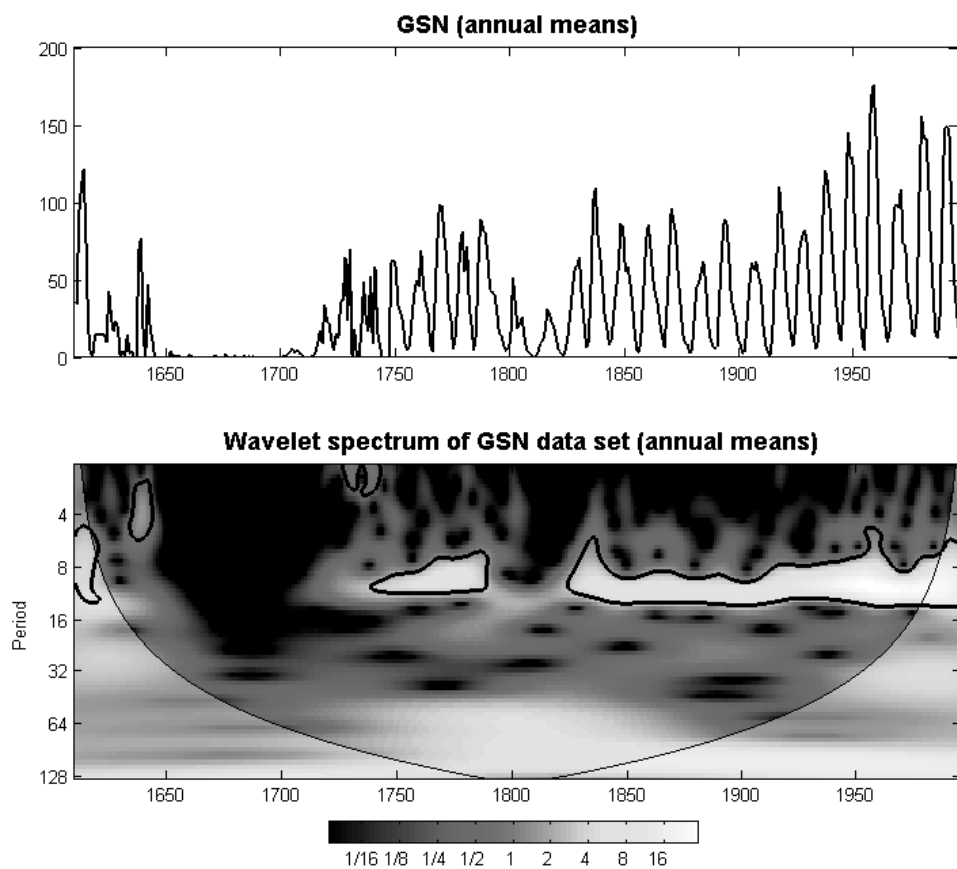 GSN (annual means)
200
150
100
50
0
1650 1700 1750 1800 1850 1900 1950
Wavelet spectrum of GSN data set (annual means)
Period
4
8
16
32
64
128
1650 1700 1750 1800 1850 1900 1950
1/16 1/8 1/4 1/2 1 2 4 8 16